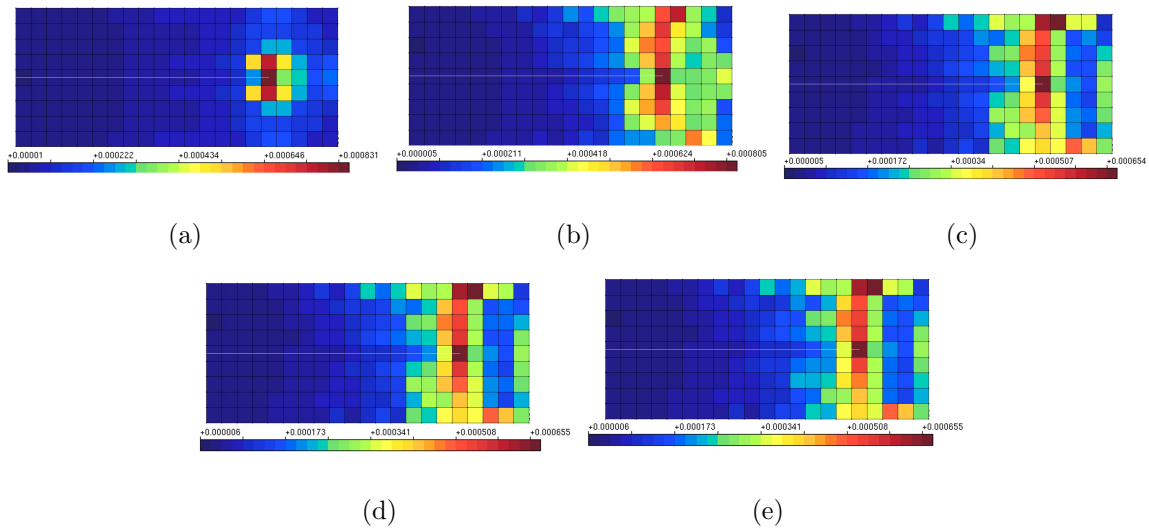 +0.00001 +0.000222 +0.000434 +0.000646 +0.000831
(a)
+0.000005 +0.000211 +0.000418 +0.000624 +0.000805
(b)
+0.000005 +0.000172 +0.00034 +0.000507 +0.000654
(c)
+0.000006 +0.000173 +0.000341 +0.000508 +0.000655
(d)
+0.000006 +0.000173 +0.000341 +0.000508 +0.000655
(e)